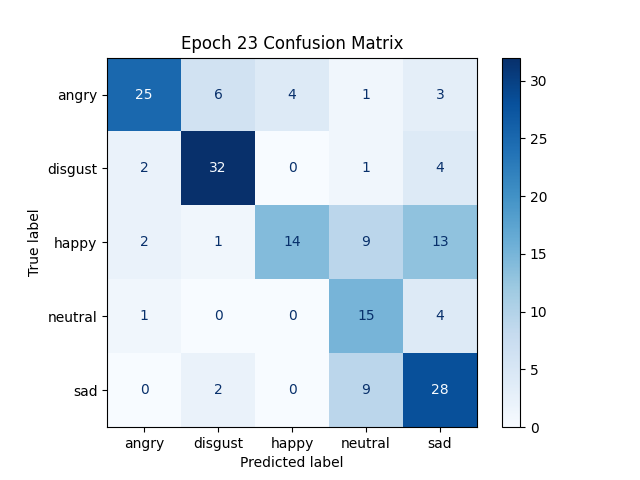 Epoch 23 Confusion Matrix
angry 25 6 4 1 3
disgust 2 32 0 1 4
happy 2 1 14 9 13
neutral 1 0 0 15 4
sad 0 2 0 9 28
angry disgust happy neutral sad
Predicted label
True label
30
25
20
15
10
5
0